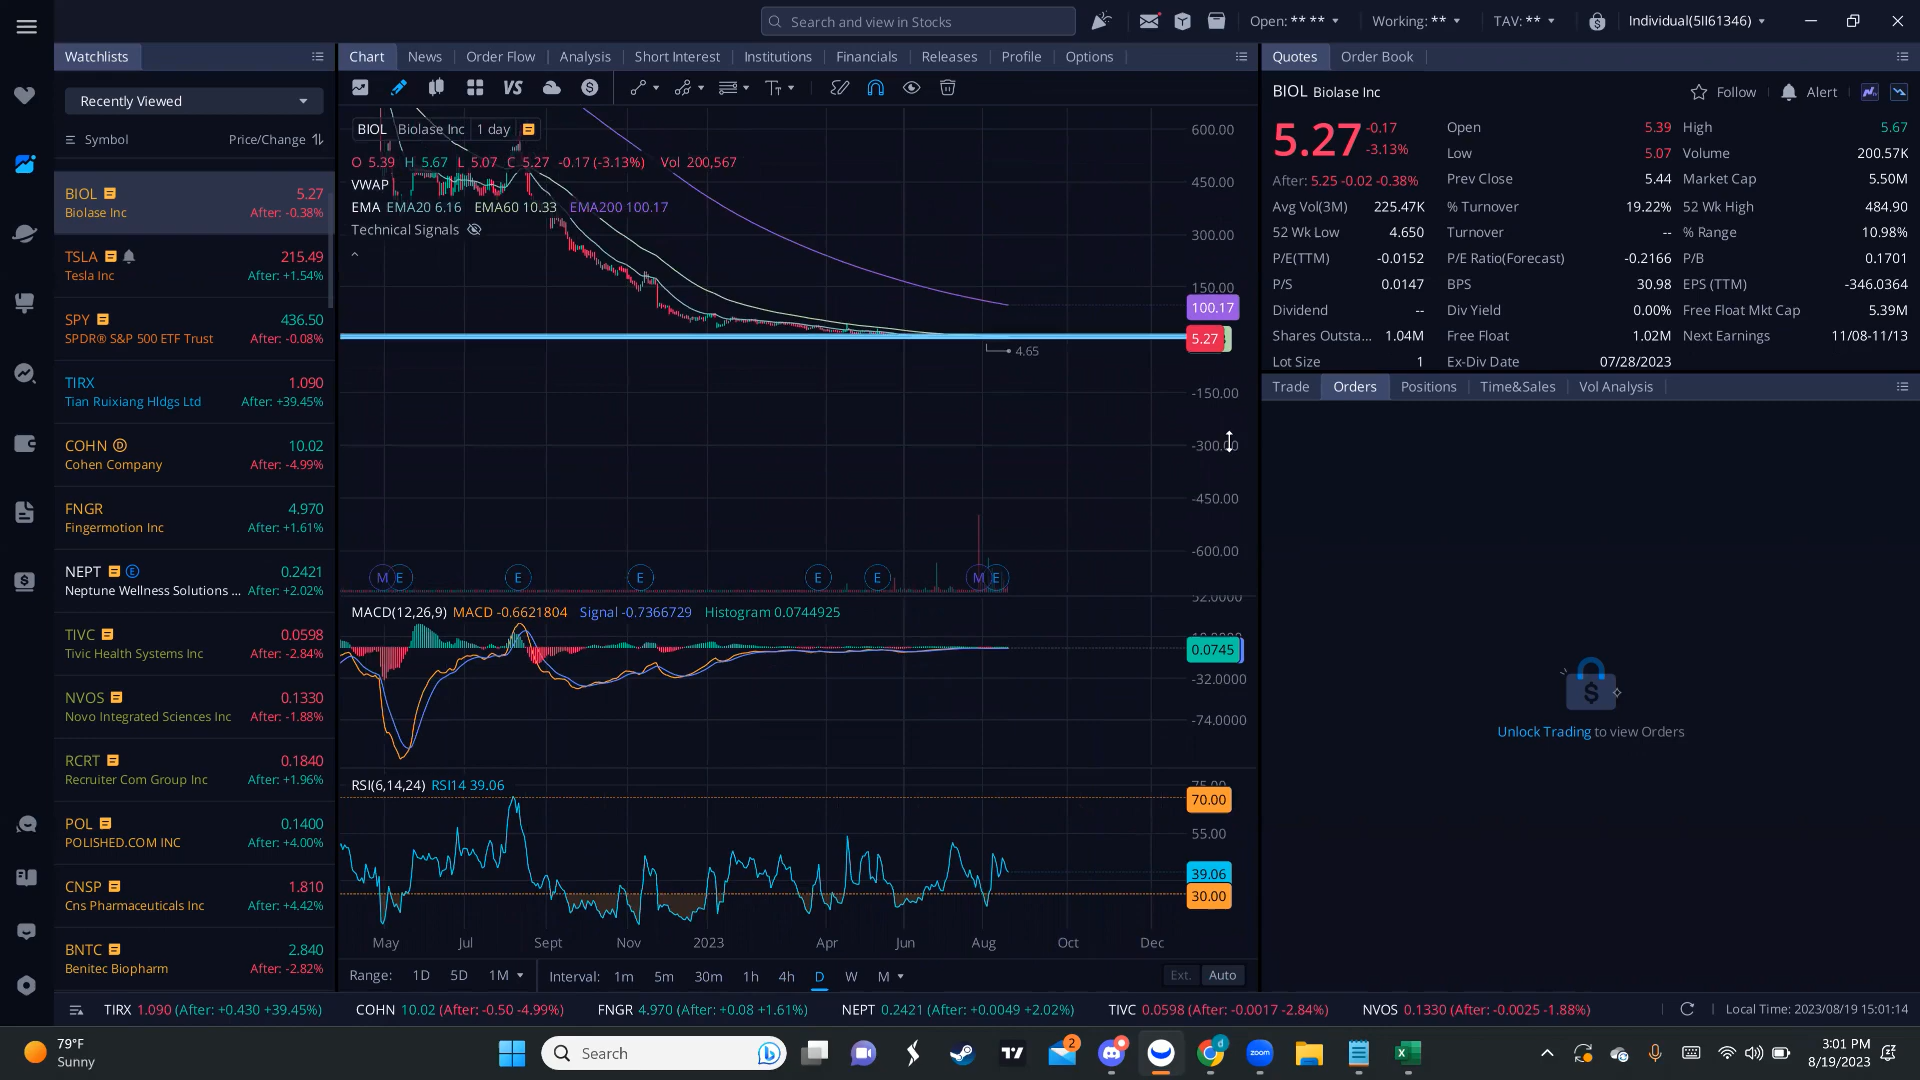 Search and view in Stocks
Open: ** **
Working: **
TAV: **
Individual(5II61346)
Watchlists
Recently Viewed
Symbol Price/Change
BIOL 5.27
Biolase Inc After: -0.38%
TSLA 215.49
Tesla Inc After: +1.54%
SPY 436.50
SPDR® S&P 500 ETF Trust After: -0.08%
TIRX 1.090
Tian Ruixiang Hldgs Ltd After: +39.45%
COHN D 10.02
Cohen Company After: -4.99%
FNGR 4.970
Fingermotion Inc After: +1.61%
NEPT E 0.2421
Neptune Wellness Solutions ... After: +2.02%
TIVC 0.0598
Tivic Health Systems Inc After: -2.84%
NVOS 0.1330
Novo Integrated Sciences Inc After: -1.88%
RCRT 0.1840
Recruiter Com Group Inc After: +1.96%
POL 0.1400
POLISHED.COM INC After: +4.00%
CNSP 1.810
Cns Pharmaceuticals Inc After: +4.42%
BNTC 2.840
Benitec Biopharm After: -2.82%
Chart News Order Flow Analysis Short Interest Institutions Financials Releases Profile Options
VS
BIOL Biolase Inc 1 day
O 5.39 H 5.67 L 5.07 C 5.27 -0.17 (-3.13%) Vol 200,567
VWAP
EMA EMA20 6.16 EMA60 10.33 EMA200 100.17
Technical Signals
600.00
450.00
300.00
150.00
100.17
5.27
4.65
-150.00
-300.00
-450.00
-600.00
M E E E E E M E
MACD(12,26,9) MACD -0.6621804 Signal -0.7366729 Histogram 0.0744925
52.0000
0.0745
-32.0000
-74.0000
RSI(6,14,24) RSI14 39.06
75.00
70.00
55.00
39.06
30.00
May Jul Sept Nov 2023 Apr Jun Aug Oct Dec
Range: 1D 5D 1M Interval: 1m 5m 30m 1h 4h D W M Ext. Auto
Quotes Order Book
BIOL Biolase Inc Follow Alert
5.27 -0.17
-3.13%
After: 5.25 -0.02 -0.38%
Open 5.39 High 5.67
Low 5.07 Volume 200.57K
Prev Close 5.44 Market Cap 5.50M
Avg Vol(3M) 225.47K % Turnover 19.22% 52 Wk High 484.90
52 Wk Low 4.650 Turnover -- % Range 10.98%
P/E(TTM) -0.0152 P/E Ratio(Forecast) -0.2166 P/B 0.1701
P/S 0.0147 BPS 30.98 EPS (TTM) -346.0364
Dividend -- Div Yield 0.00% Free Float Mkt Cap 5.39M
Shares Outsta... 1.04M Free Float 1.02M Next Earnings 11/08-11/13
Lot Size 1 Ex-Div Date 07/28/2023
Trade Orders Positions Time&Sales Vol Analysis
Unlock Trading to view Orders
TIRX 1.090 (After: +0.430 +39.45%) COHN 10.02 (After: -0.50 -4.99%) FNGR 4.970 (After: +0.08 +1.61%) NEPT 0.2421 (After: +0.0049 +2.02%) TIVC 0.0598 (After: -0.0017 -2.84%) NVOS 0.1330 (After: -0.0025 -1.88%) Local Time: 2023/08/19 15:01:14
79°F
Sunny
Search
2
zoom
3:01 PM
8/19/2023